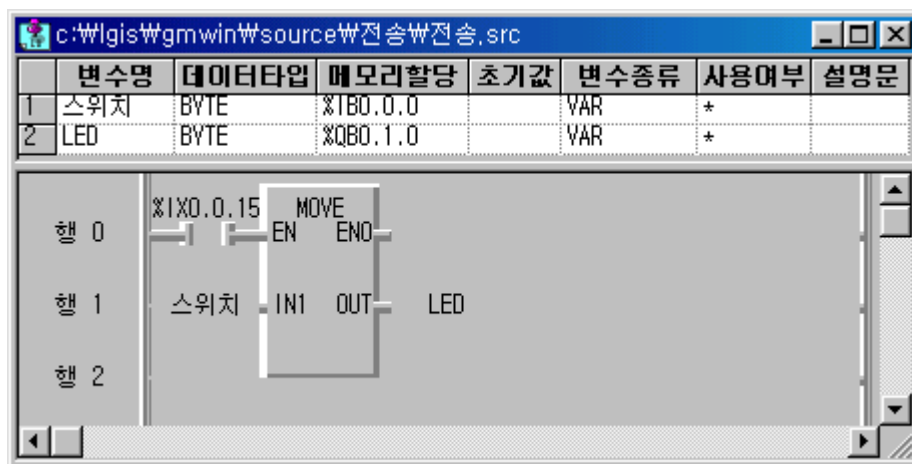 c:₩lgis₩gmwin₩source₩전송₩전송.src
변수명 데이터타입 메모리할당 초기값 변수종류 사용여부 설명문
1 스위치 BYTE %IB0.0.0 VAR *
2 LED BYTE %QB0.1.0 VAR *
%IX0.0.15 MOVE
행 0 EN ENO
행 1 스위치 IN1 OUT LED
행 2